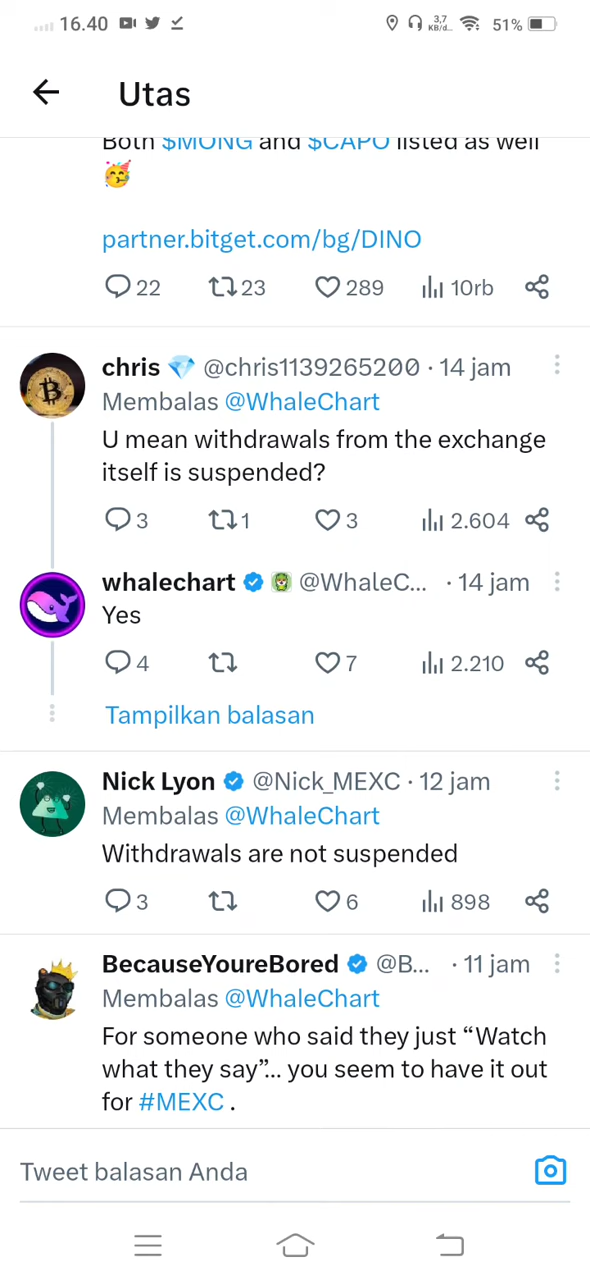 16.40
3,7
KB/d...
51%
Utas
Both $MONG and $CAPO listed as well
partner.bitget.com/bg/DINO
22 23 289 10rb
chris @chris1139265200 · 14 jam
Membalas @WhaleChart
U mean withdrawals from the exchange
itself is suspended?
3 1 3 2.604
whalechart @WhaleC... · 14 jam
Yes
4 7 2.210
Tampilkan balasan
Nick Lyon @Nick_MEXC · 12 jam
Membalas @WhaleChart
Withdrawals are not suspended
3 6 898
BecauseYoureBored @B... · 11 jam
Membalas @WhaleChart
For someone who said they just “Watch
what they say”... you seem to have it out
for #MEXC .
Tweet balasan Anda